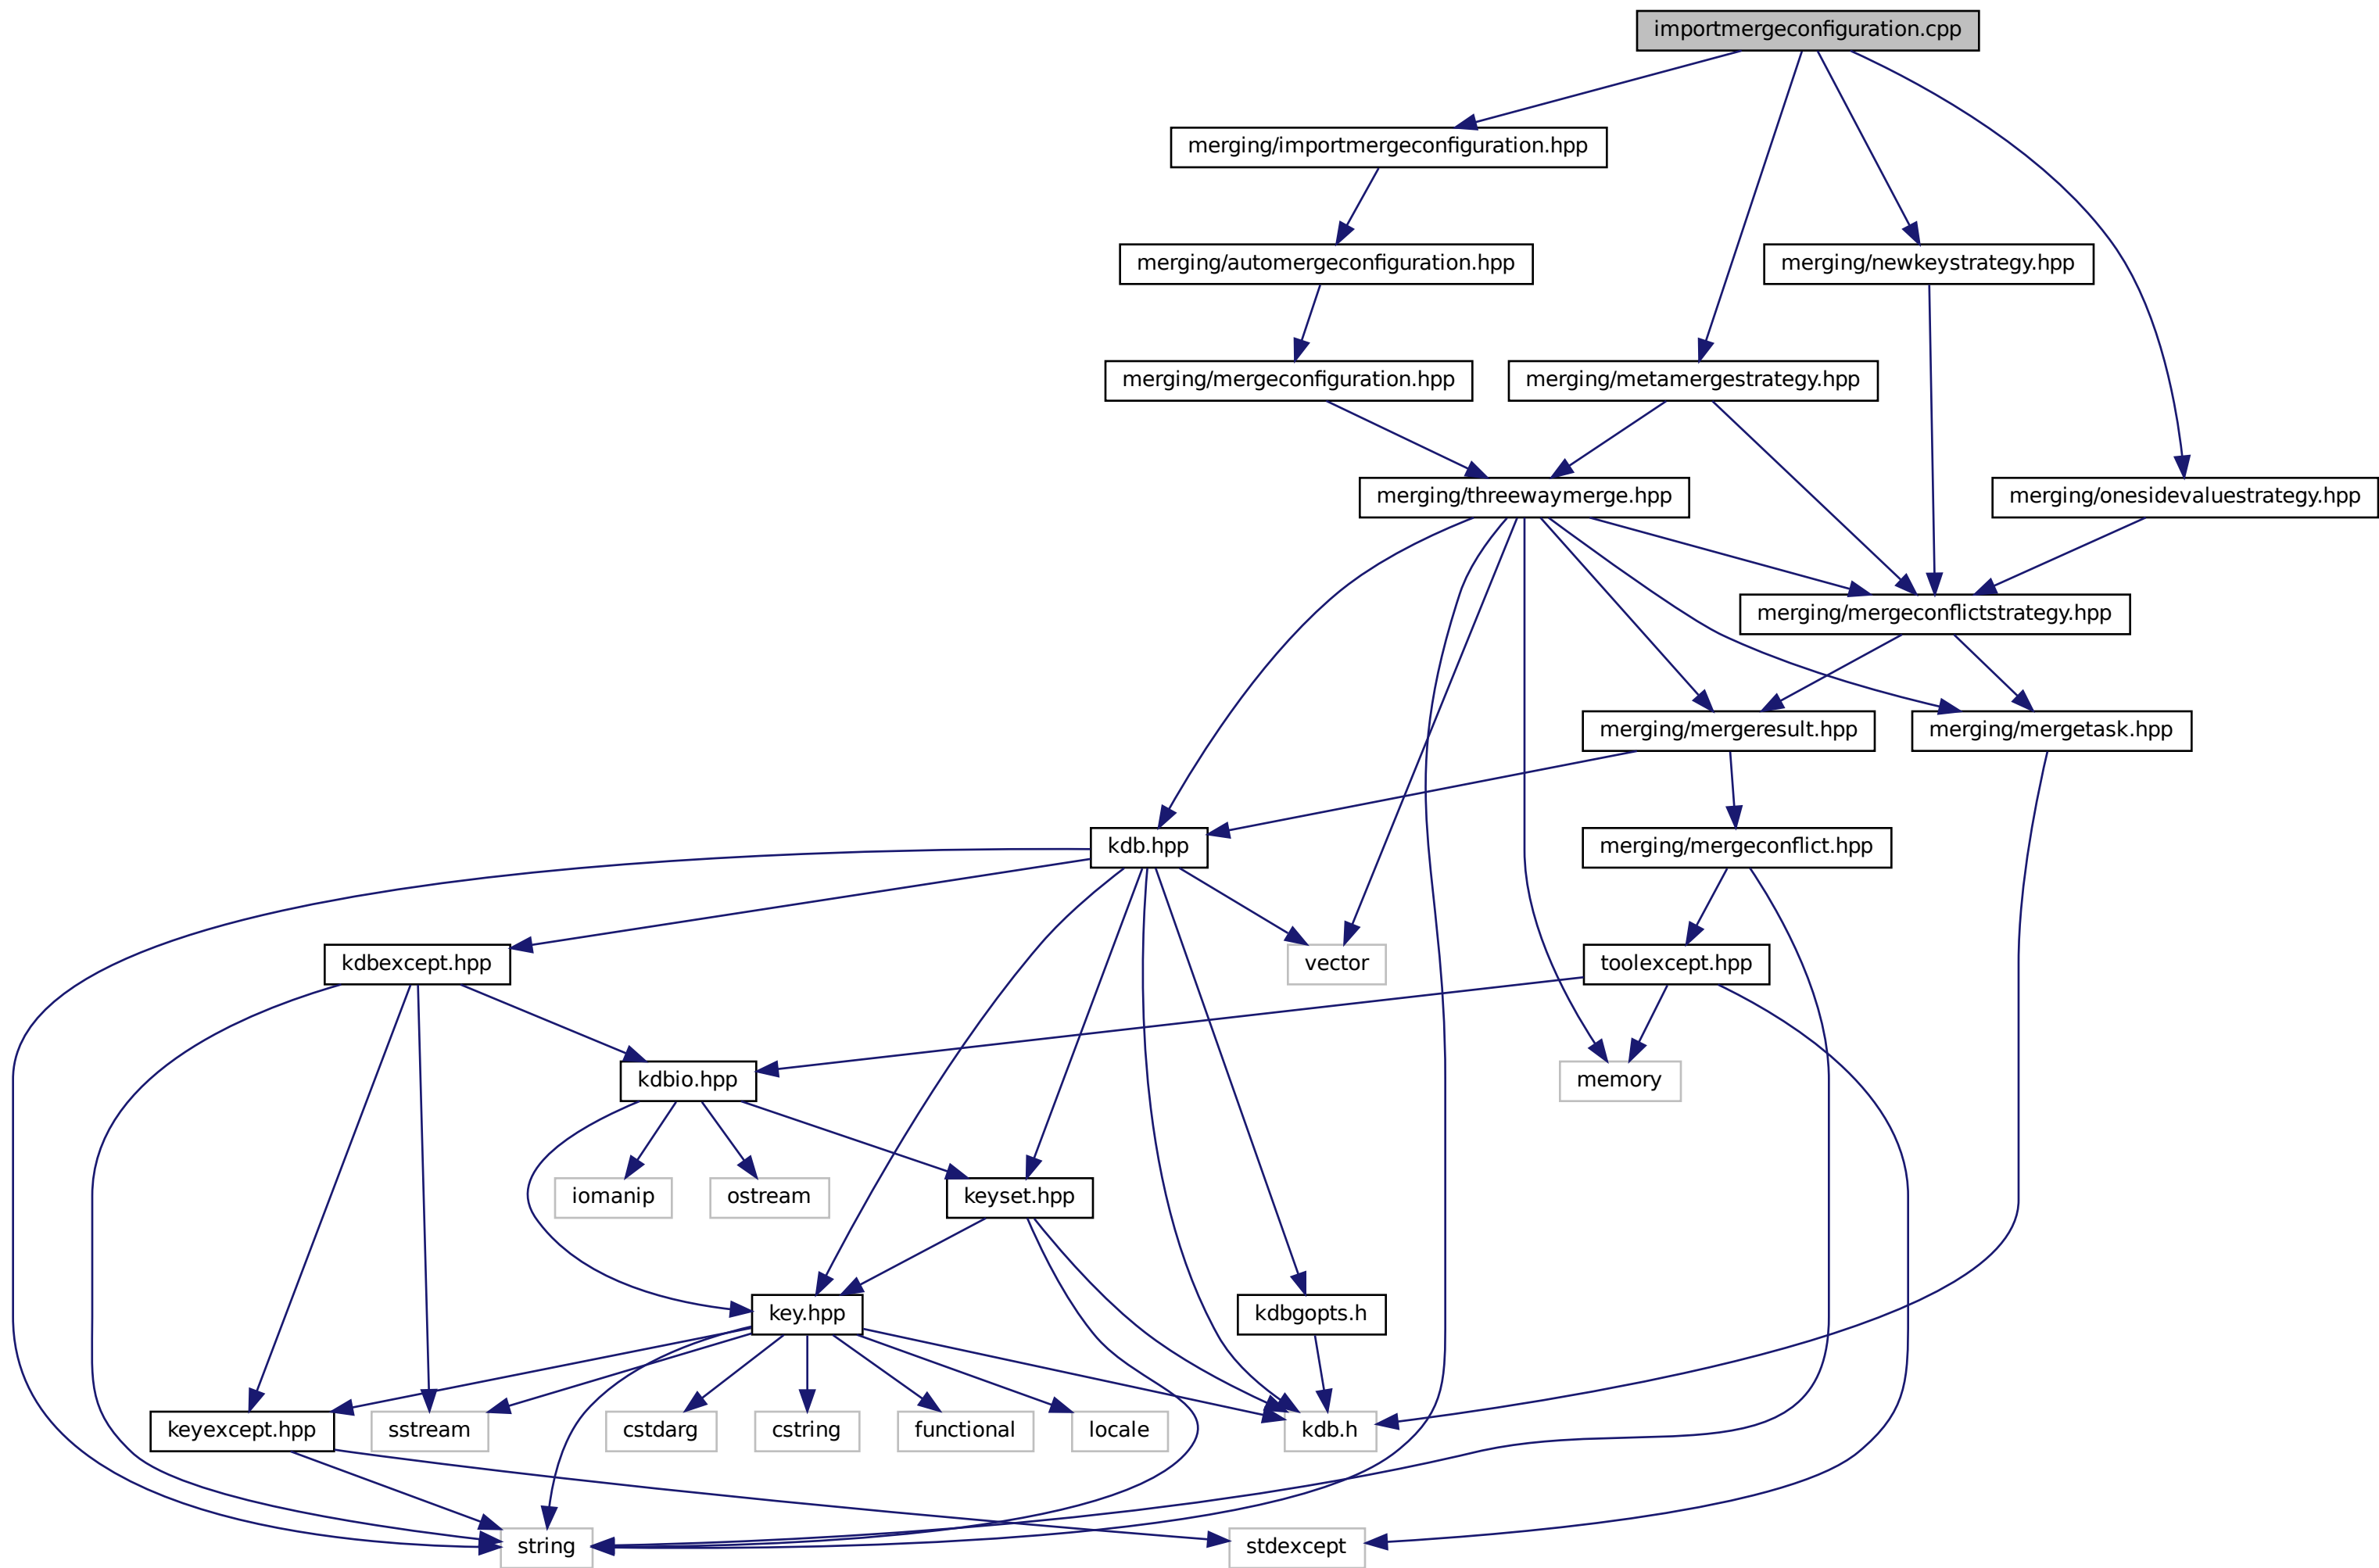 importmergeconfiguration.cpp
merging/importmergeconfiguration.hpp
merging/automergeconfiguration.hpp
merging/newkeystrategy.hpp
merging/mergeconfiguration.hpp
merging/metamergestrategy.hpp
merging/threewaymerge.hpp
merging/onesidevaluestrategy.hpp
merging/mergeconflictstrategy.hpp
merging/mergeresult.hpp
merging/mergetask.hpp
kdb.hpp
merging/mergeconflict.hpp
kdbexcept.hpp
vector
toolexcept.hpp
kdbio.hpp
memory
iomanip
ostream
keyset.hpp
key.hpp
kdbgopts.h
keyexcept.hpp
sstream
cstdarg
cstring
functional
locale
kdb.h
string
stdexcept